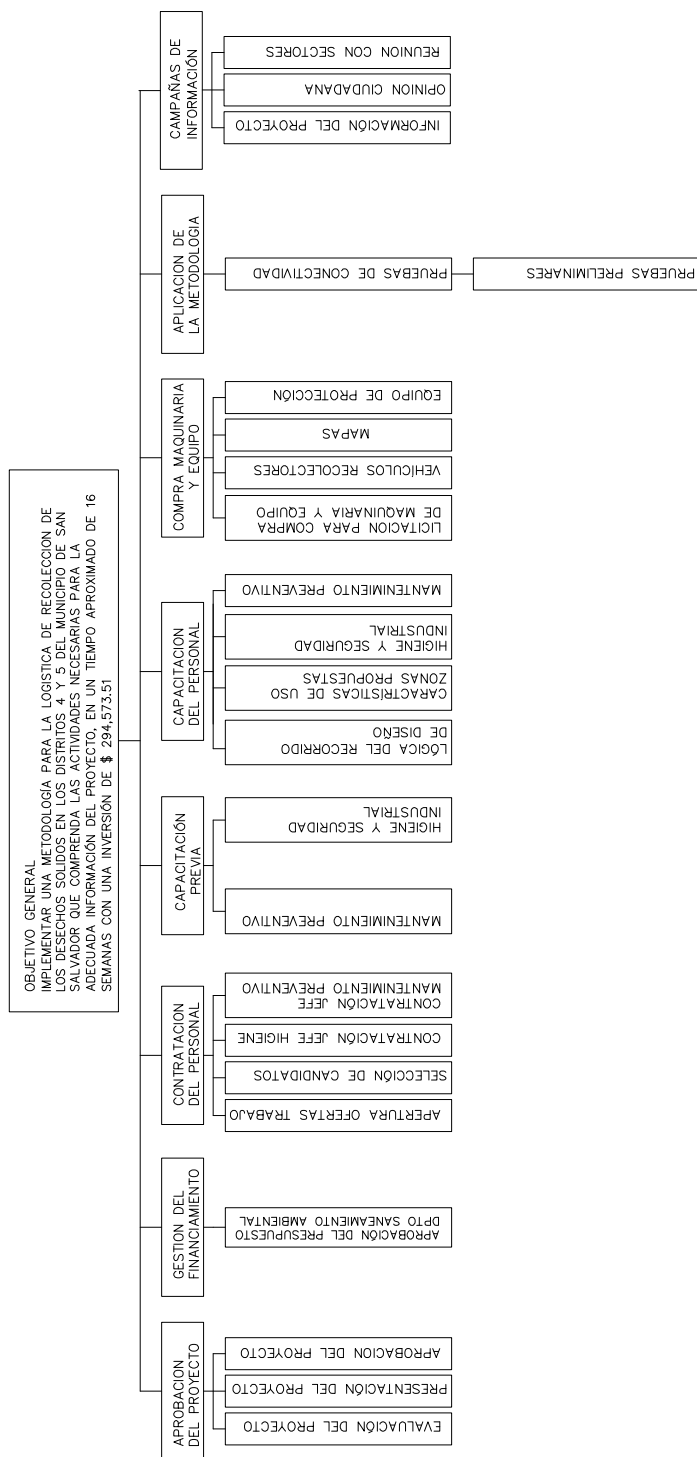 OBJETIVO GENERAL
IMPLEMENTAR UNA METODOLOGÍA PARA LA LOGISTICA DE RECOLECCION DE
LOS DESECHOS SOLIDOS EN LOS DISTRITOS 4 Y 5 DEL MUNICIPIO DE SAN
SALVADOR QUE COMPRENDA LAS ACTIVIDADES NECESARIAS PARA LA
ADECUADA INFORMACIÓN DEL PROYECTO, EN UN TIEMPO APROXIMADO DE 16
SEMANAS CON UNA INVERSIÓN DE $ 294,573.51
APROBACION
DEL PROYECTO
EVALUACIÓN DEL PROYECTO
PRESENTACIÓN DEL PROYECTO
APROBACION DEL PROYECTO
GESTION DEL
FINANCIAMIENTO
APROBACIÓN DEL PRESUPUESTO
DPTO SANEAMIENTO AMBIENTAL
CONTRATACION
DEL PERSONAL
APERTURA OFERTAS TRABAJO
SELECCIÓN DE CANDIDATOS
CONTRATACIÓN JEFE HIGIENE
CONTRATACIÓN JEFE
MANTENIMIENTO PREVENTIVO
CAPACITACIÓN
PREVIA
MANTENIMIENTO PREVENTIVO
HIGIENE Y SEGURIDAD
INDUSTRIAL
CAPACITACION
DEL PERSONAL
LÓGICA DEL RECORRIDO
DE DISEÑO
CARACTRÍSTICAS DE USO
ZONAS PROPUESTAS
HIGIENE Y SEGURIDAD
INDUSTRIAL
MANTENIMIENTO PREVENTIVO
COMPRA MAQUINARIA
Y EQUIPO
LICITACION PARA COMPRA
DE MAQUINARIA Y EQUIPO
VEHÍCULOS RECOLECTORES
MAPAS
EQUIPO DE PROTECCIÓN
APLICACION DE
LA METODOLOGIA
PRUEBAS DE CONECTIVIDAD
PRUEBAS PRELIMINARES
CAMPAÑAS DE
INFORMACIÓN
INFORMACIÓN DEL PROYECTO
OPINION CIUDADANA
REUNION CON SECTORES